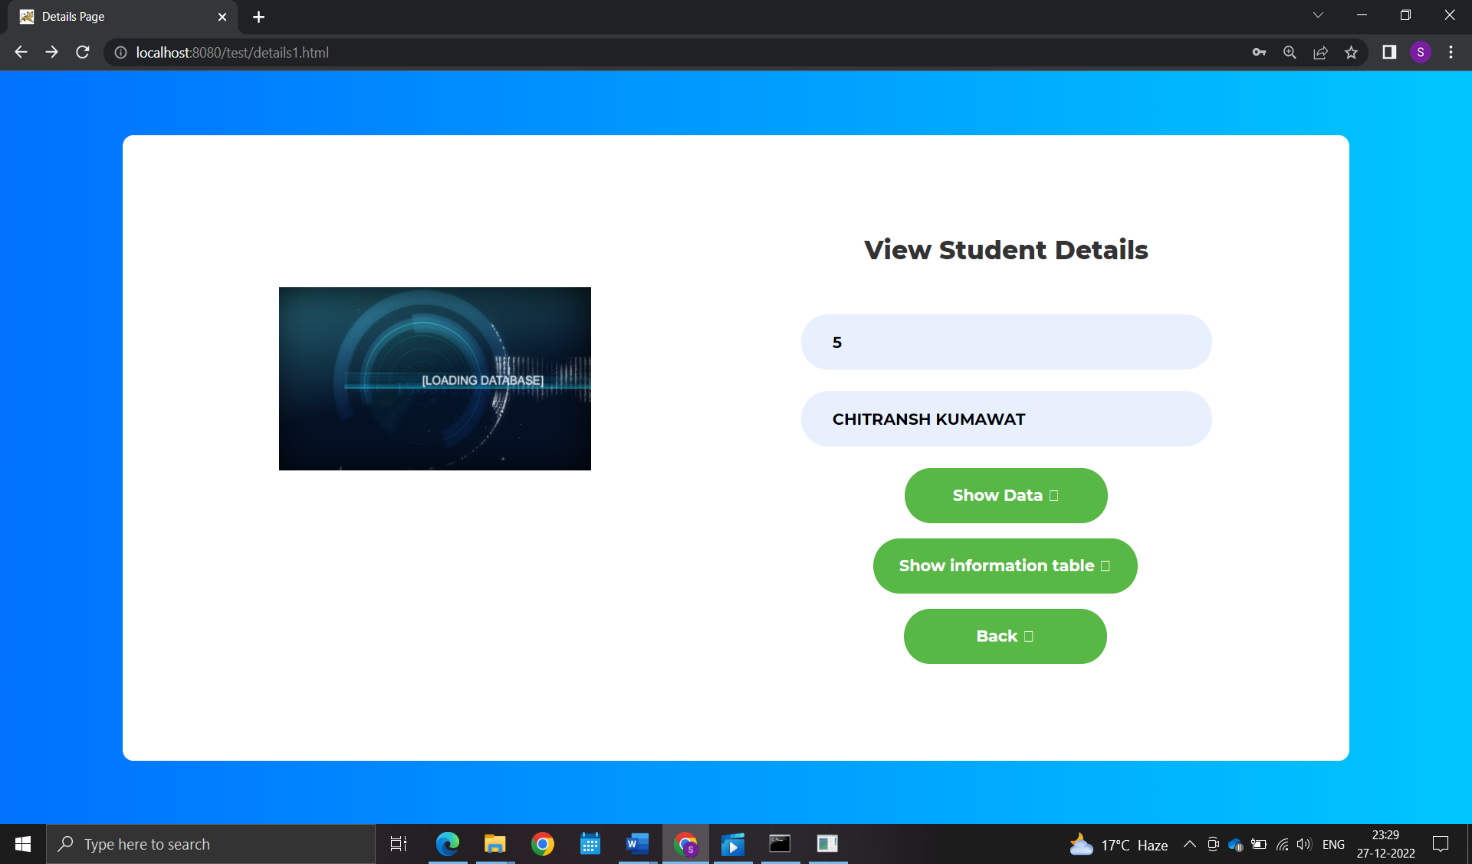 Details Page
localhost:8080/test/details1.html
S
View Student Details
5
[LOADING DATABASE]
CHITRANSH KUMAWAT
Show Data
Show information table
Back
Type here to search
17°C Haze
ENG
23:29
27-12-2022